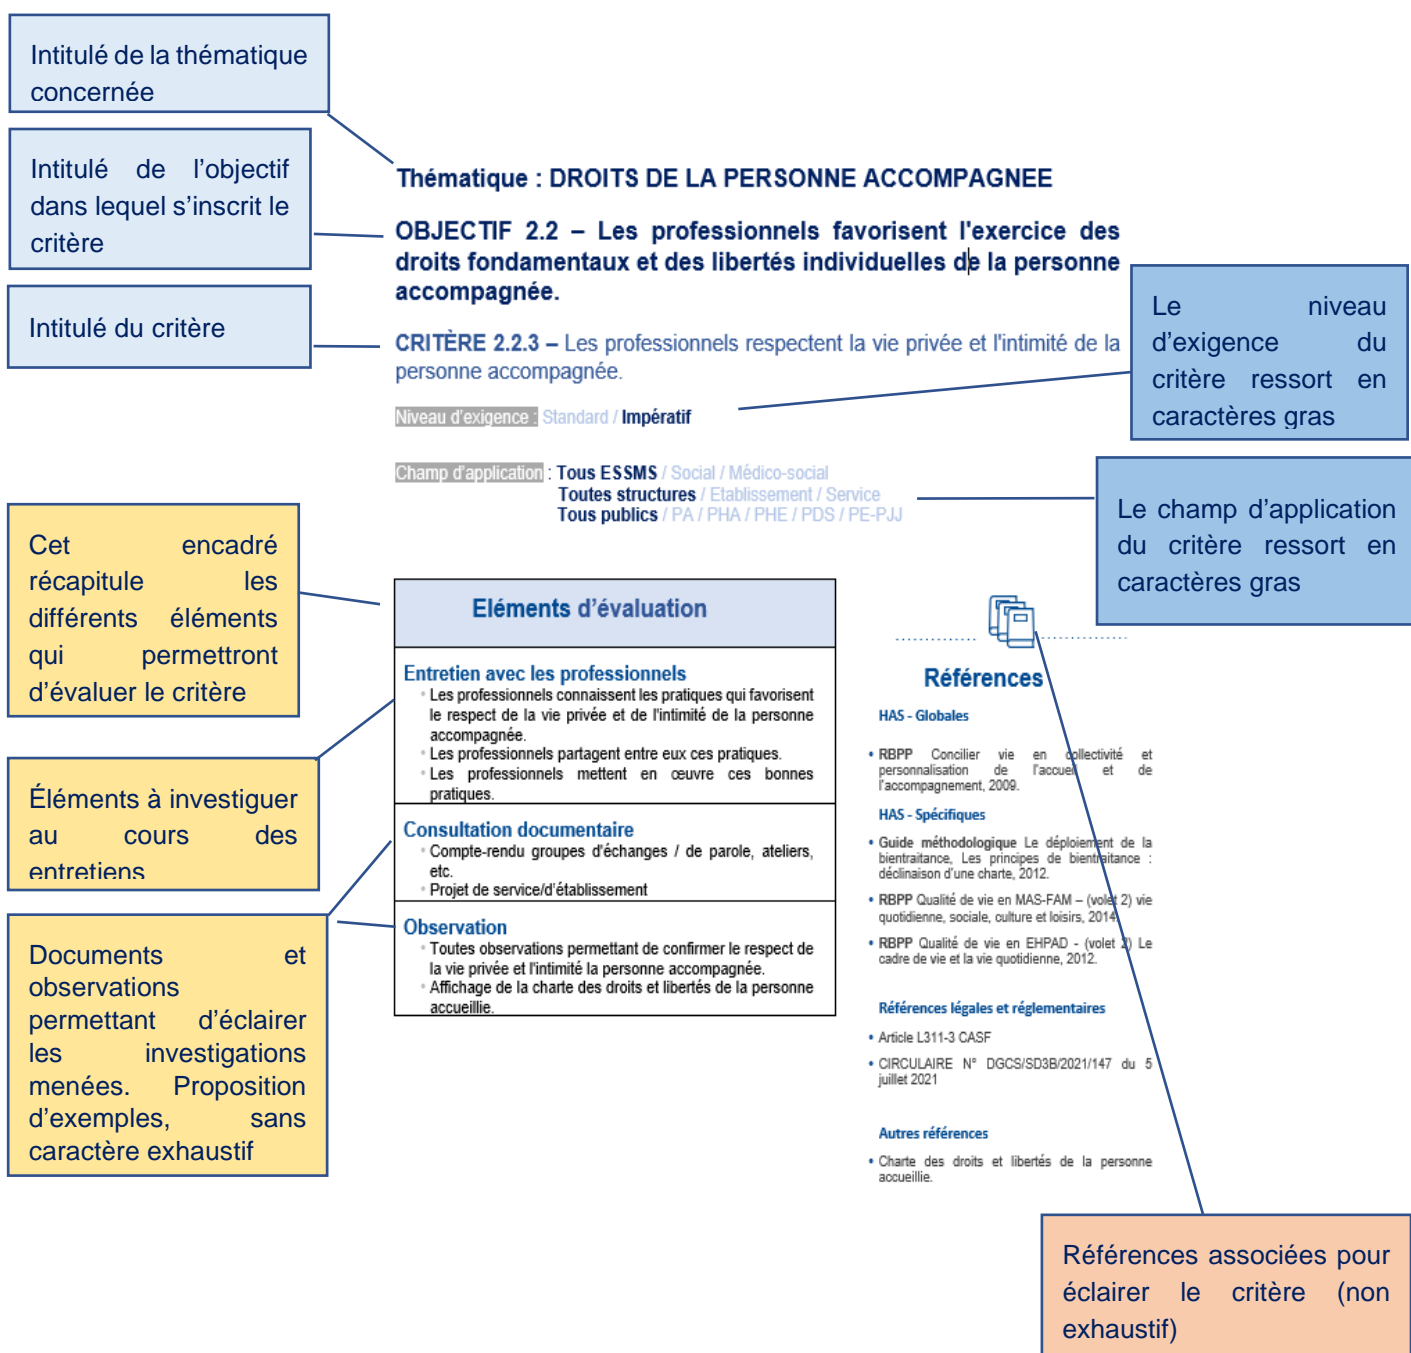 Intitulé de la thématique
concernée
Intitulé de l’objectif
dans lequel s’inscrit le
critère
Intitulé du critère
Thématique : DROITS DE LA PERSONNE ACCOMPAGNEE
OBJECTIF 2.2 – Les professionnels favorisent l'exercice des
droits fondamentaux et des libertés individuelles de la personne
accompagnée.
CRITÈRE 2.2.3 – Les professionnels respectent la vie privée et l'intimité de la
personne accompagnée.
Niveau d’exigence : Standard / Impératif
Champ d’application : Tous ESSMS / Social / Médico-social
Toutes structures / Etablissement / Service
Tous publics / PA / PHA / PHE / PDS / PE-PJJ
Le niveau
d’exigence du
critère ressort en
caractères gras
Le champ d’application
du critère ressort en
caractères gras
Cet encadré
récapitule les
différents éléments
qui permettront
d’évaluer le critère
Éléments à investiguer
au cours des
entretiens
Documents et
observations
permettant d’éclairer
les investigations
menées. Proposition
d’exemples, sans
caractère exhaustif
Eléments d’évaluation
Entretien avec les professionnels
◦ Les professionnels connaissent les pratiques qui favorisent
le respect de la vie privée et de l'intimité de la personne
accompagnée.
◦ Les professionnels partagent entre eux ces pratiques.
◦ Les professionnels mettent en œuvre ces bonnes
pratiques.
Consultation documentaire
◦ Compte-rendu groupes d'échanges / de parole, ateliers,
etc.
◦ Projet de service/d’établissement
Observation
◦ Toutes observations permettant de confirmer le respect de
la vie privée et l'intimité la personne accompagnée.
◦ Affichage de la charte des droits et libertés de la personne
accueillie.
Références
HAS - Globales
• RBPP Concilier vie en collectivité et
personnalisation de l’accueil et de
l’accompagnement, 2009.
HAS - Spécifiques
• Guide méthodologique Le déploiement de la
bientraitance, Les principes de bientraitance :
déclinaison d’une charte, 2012.
• RBPP Qualité de vie en MAS-FAM – (volet 2) vie
quotidienne, sociale, culture et loisirs, 2014.
• RBPP Qualité de vie en EHPAD - (volet 2) Le
cadre de vie et la vie quotidienne, 2012.
Références légales et réglementaires
• Article L311-3 CASF
• CIRCULAIRE N° DGCS/SD3B/2021/147 du 5
juillet 2021
Autres références
• Charte des droits et libertés de la personne
accueillie.
Références associées pour
éclairer le critère (non
exhaustif)